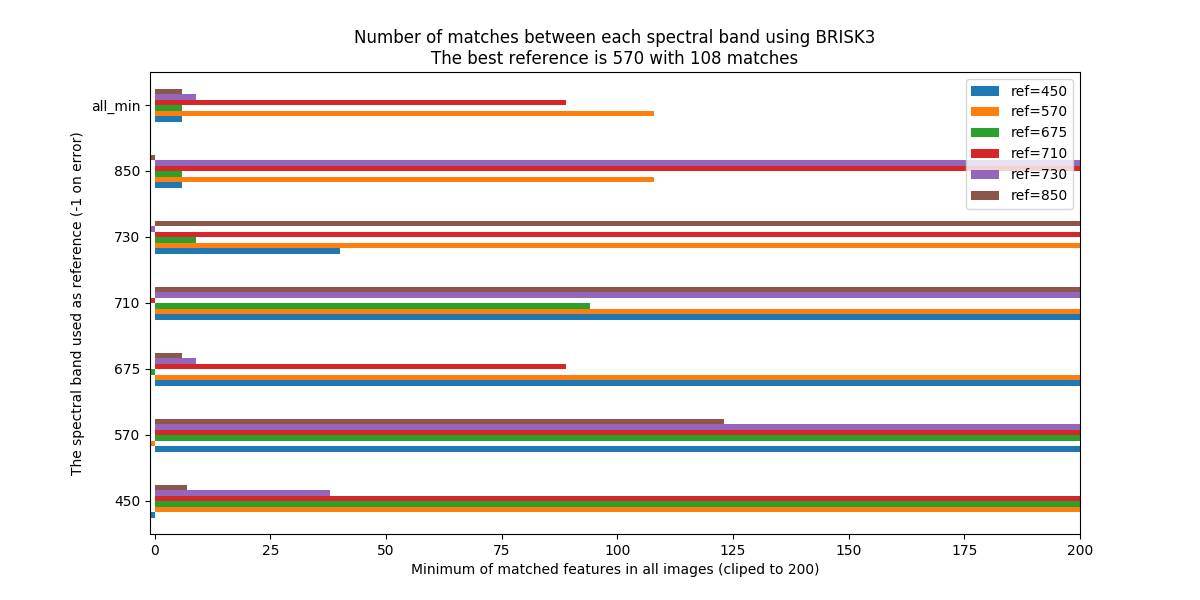 Number of matches between each spectral band using BRISK3
The best reference is 570 with 108 matches
The spectral band used as reference (-1 on error)
all_min
850
730
710
675
570
450
ref=450
ref=570
ref=675
ref=710
ref=730
ref=850
0 25 50 75 100 125 150 175 200
Minimum of matched features in all images (cliped to 200)